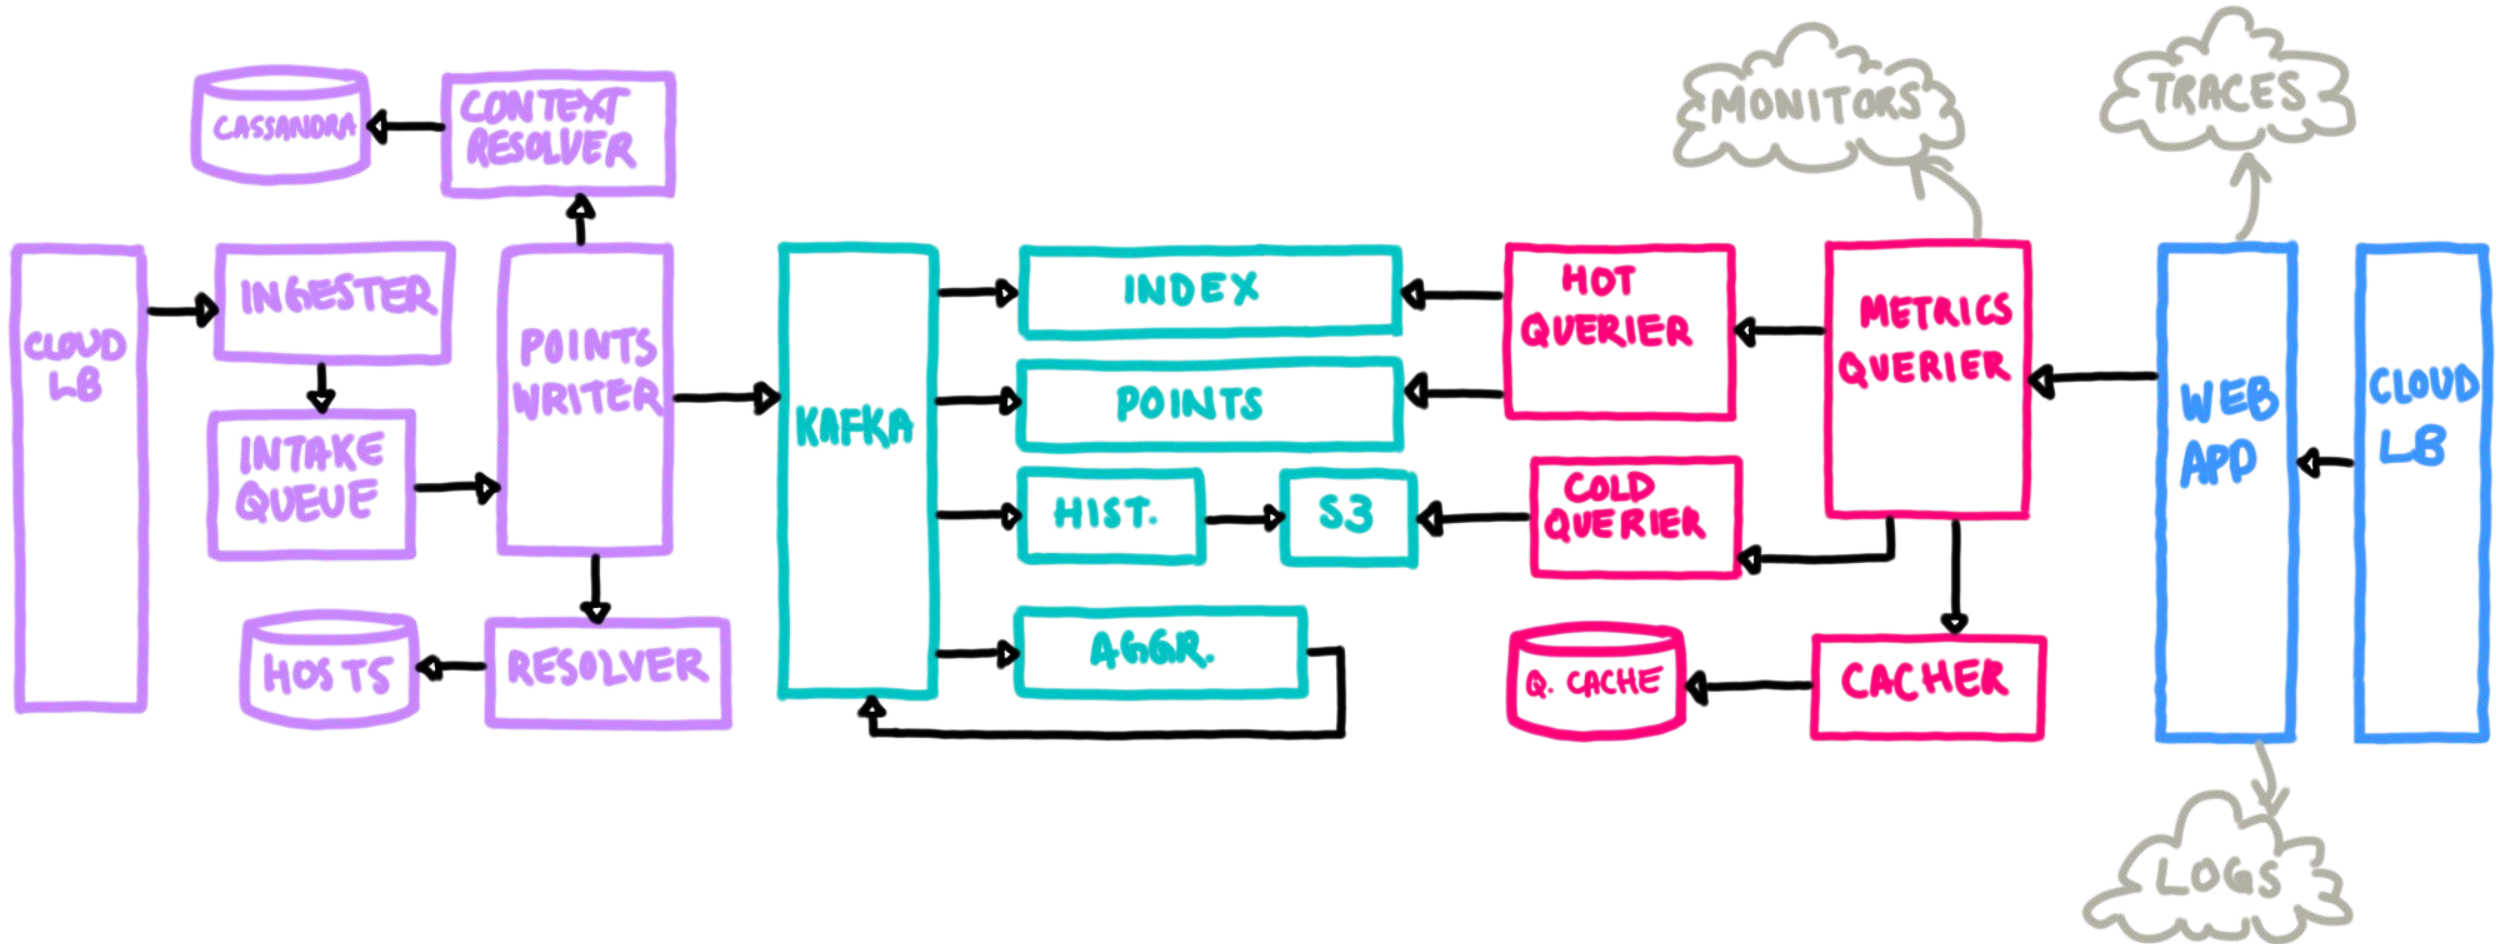 CASSANDRA
CONTEXT
RESOLVER
CLOUD
LB
INGESTER
INTAKE
QUEUE
POINTS
WRITER
HOSTS
RESOLVER
KAFKA
INDEX
POINTS
HIST.
S3
AGGR.
HOT
QUERIER
COLD
QUERIER
Q. CACHE
MONITORS
METRICS
QUERIER
CACHER
TRACES
WEB
APP
LOGS
CLOUD
LB